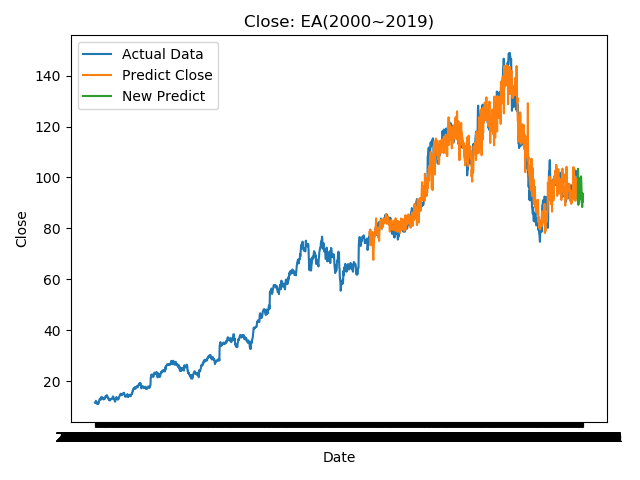 Close: EA(2000~2019)
Actual Data
Predict Close
New Predict
140
120
100
80
60
40
20
Close
Date